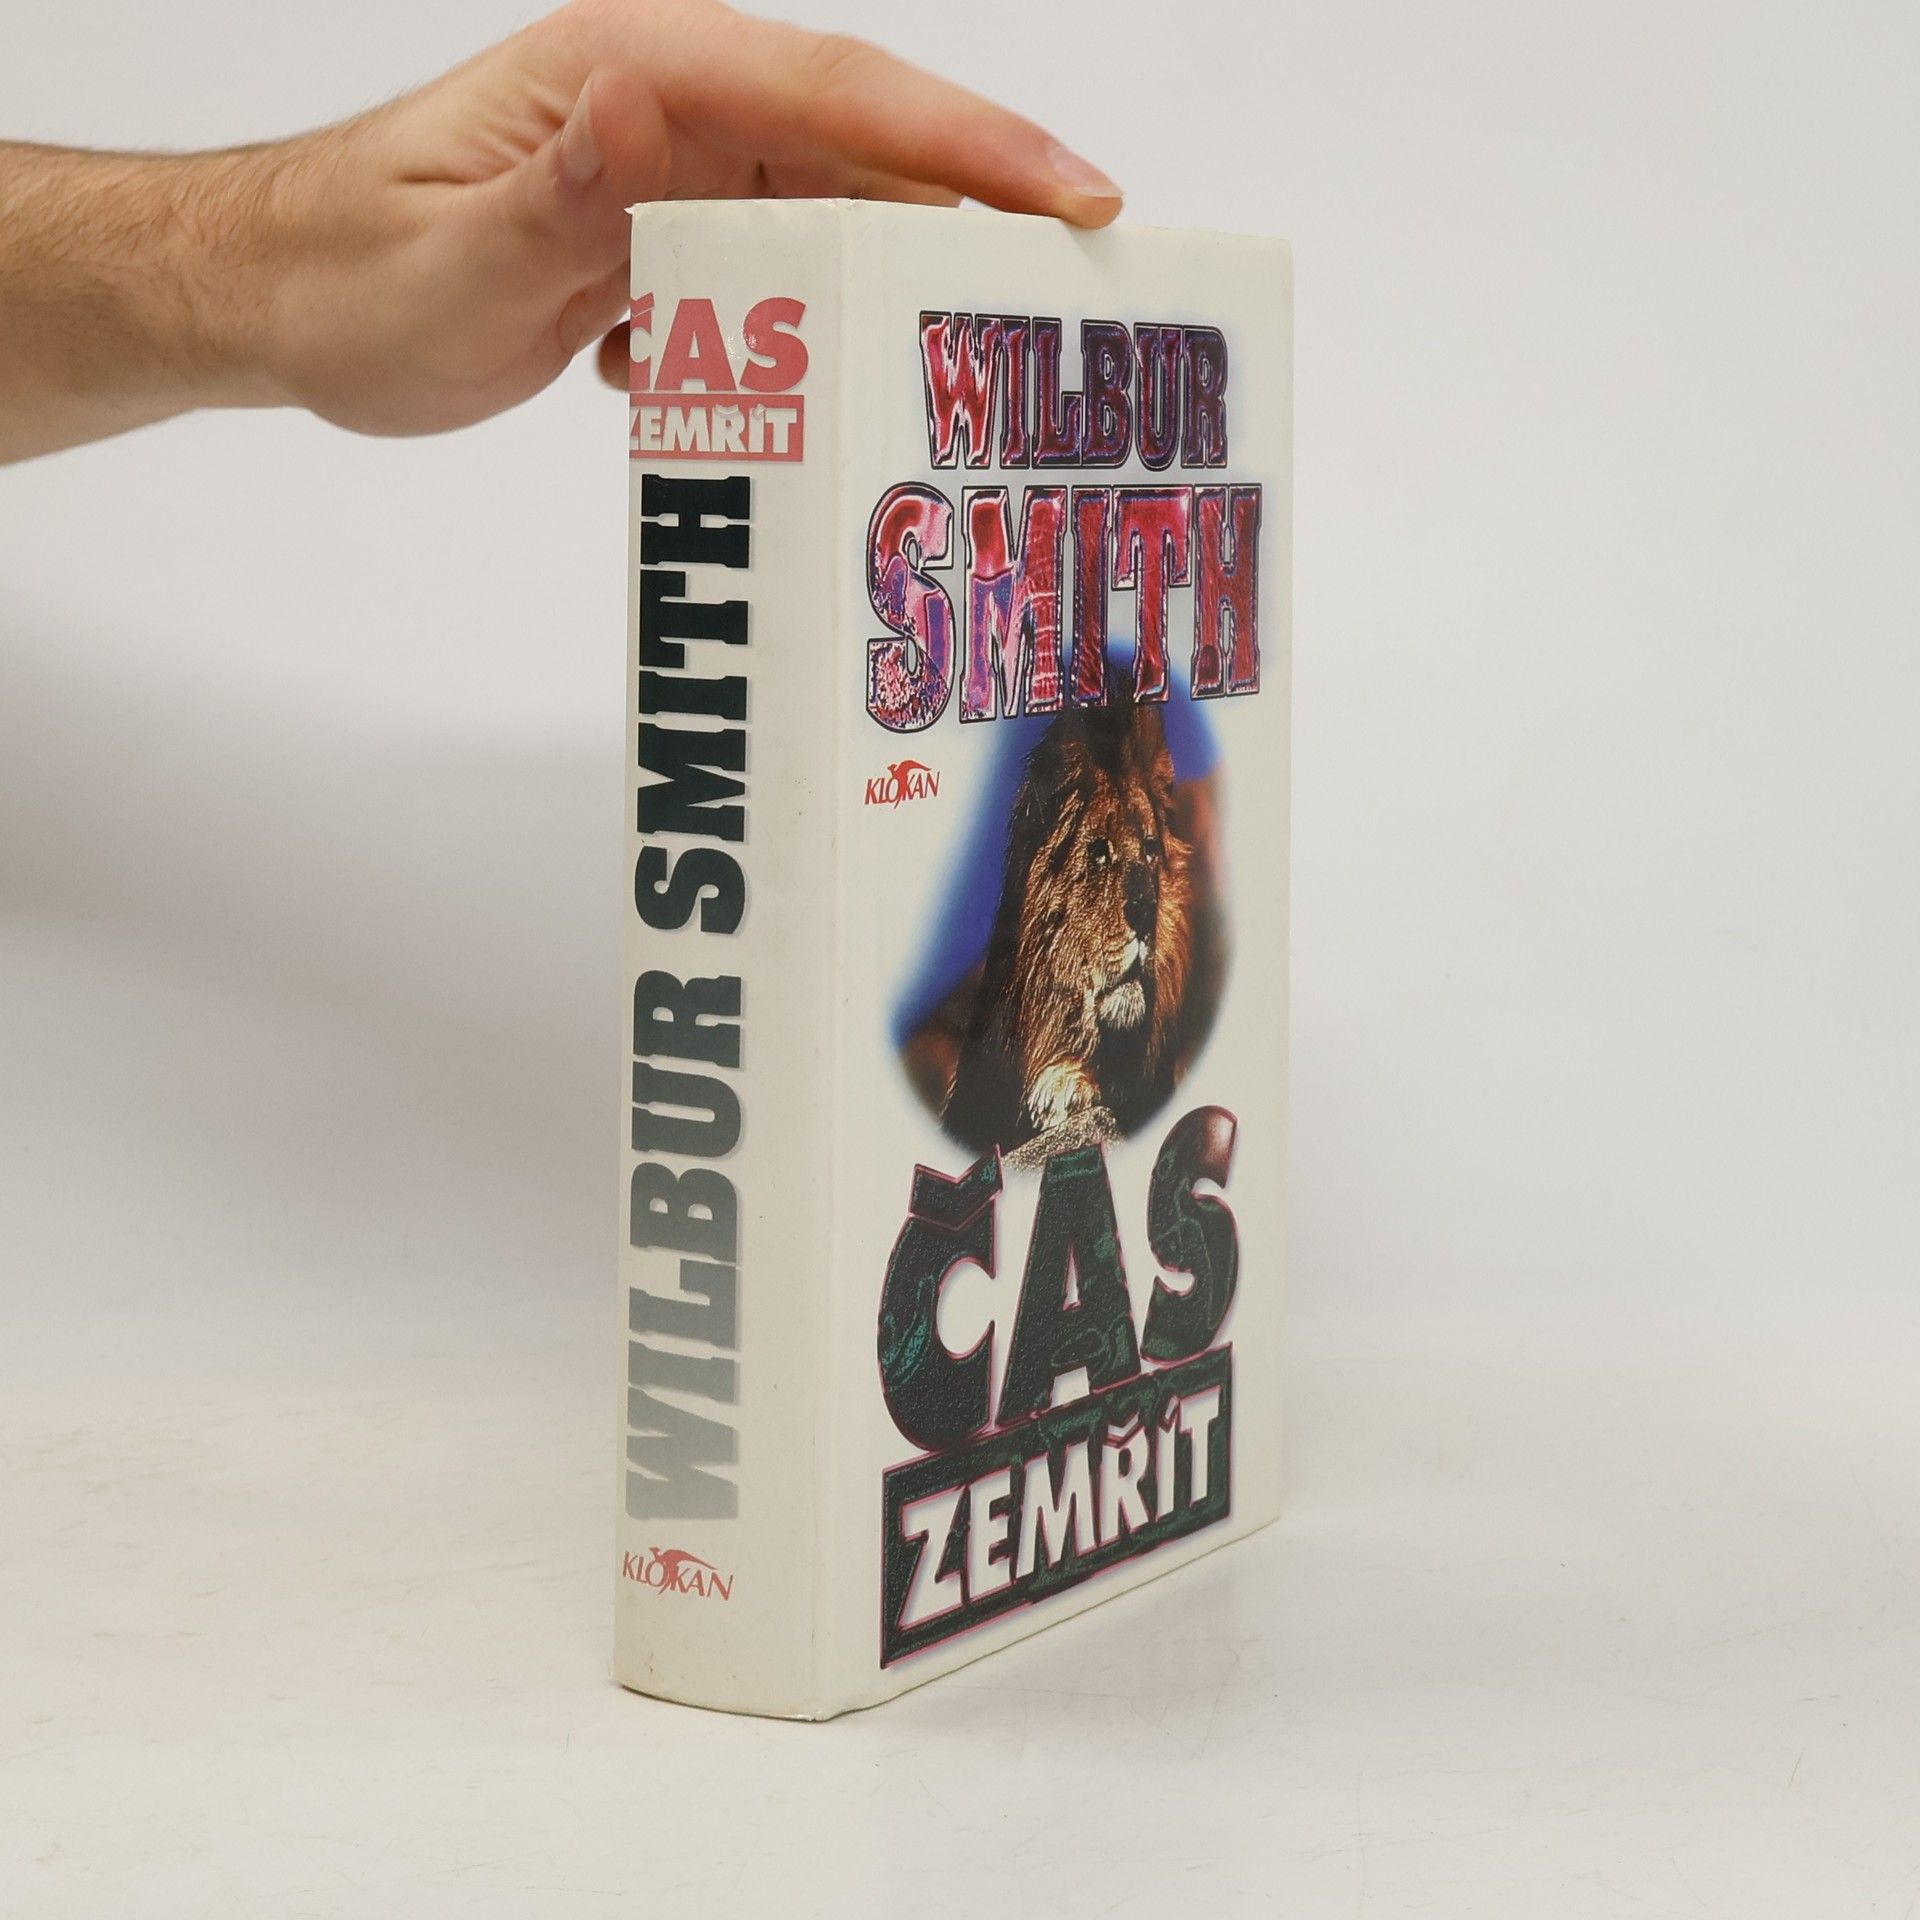 ČAS
ZEMŘÍT
WILBUR SMITH
KLOKAN
WILBUR
SMITH
KLOKAN
ČAS
ZEMŘÍT